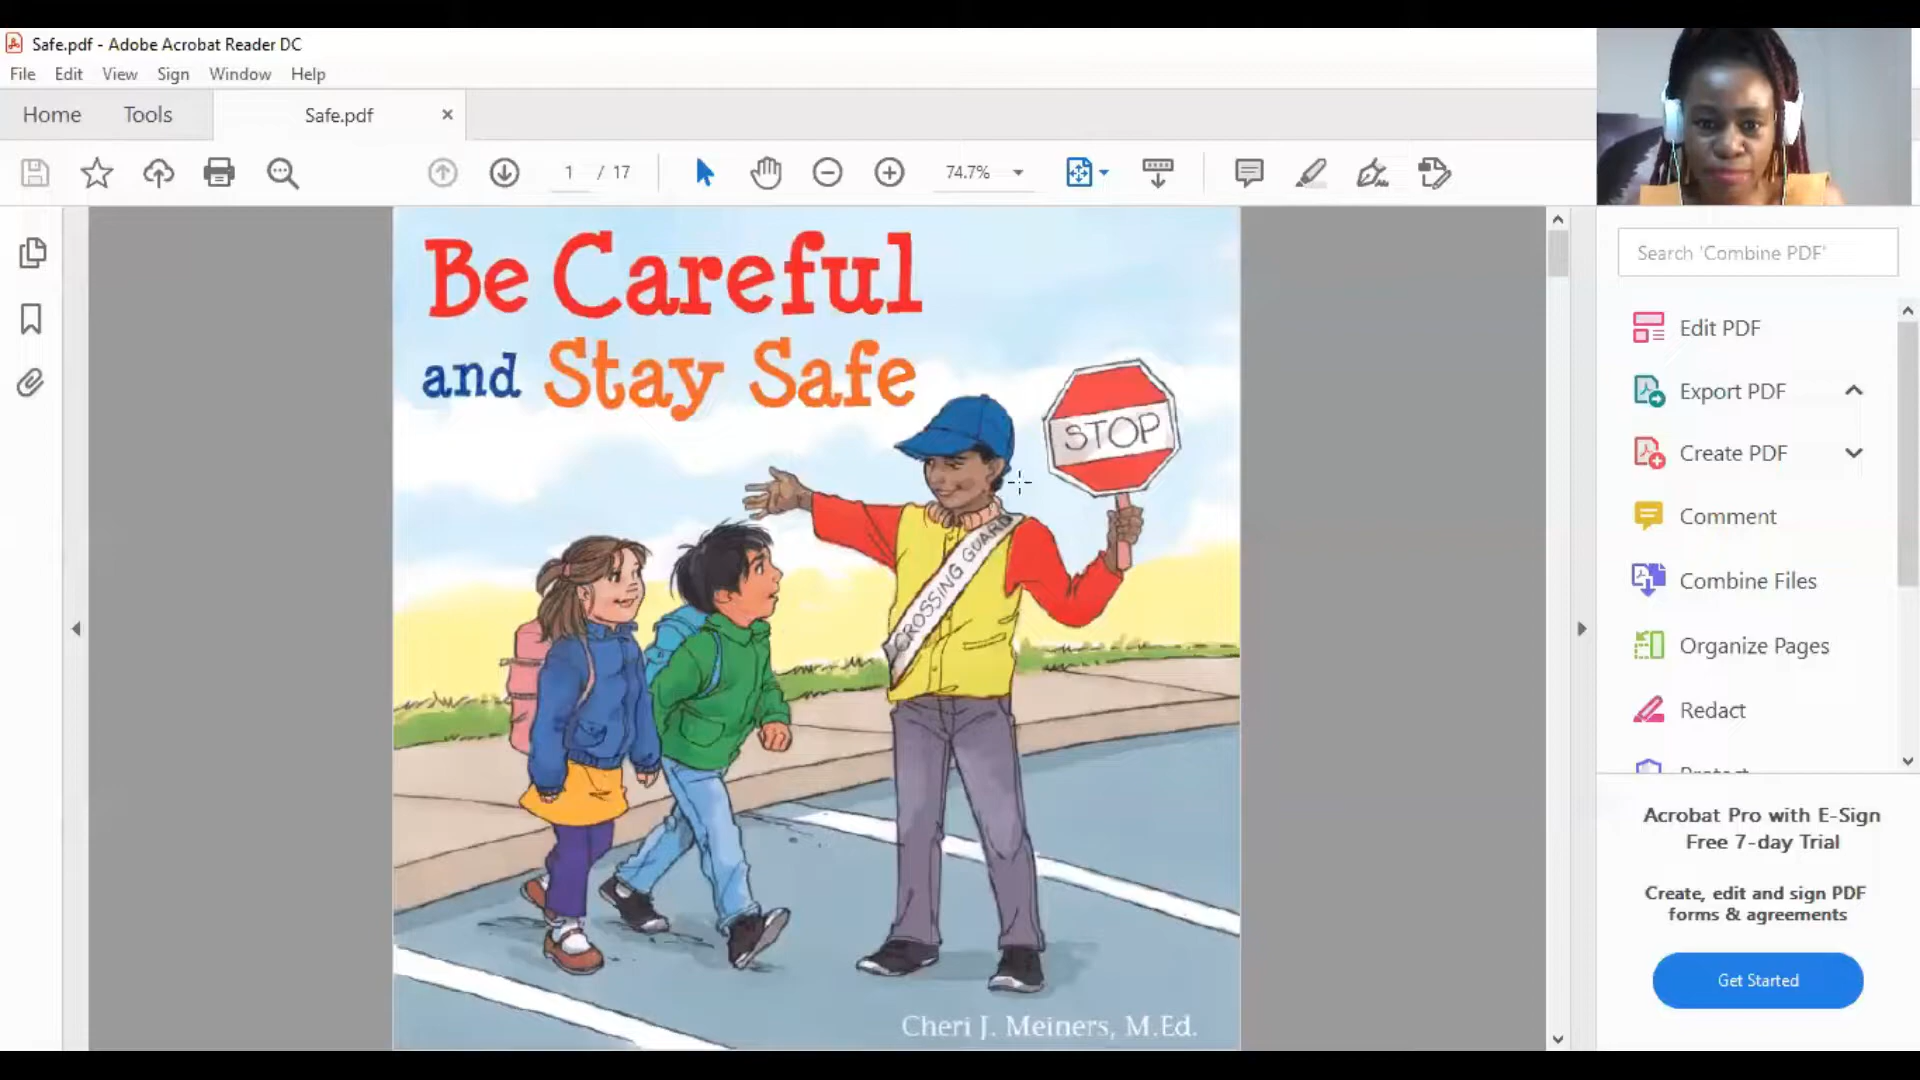 Safe.pdf - Adobe Acrobat Reader DC
File Edit View Sign Window Help
Home Tools Safe.pdf
1 / 17 74.7%
Be Careful
and Stay Safe
STOP
CROSSING GUARD
Cheri J. Meiners, M.Ed.
Search 'Combine PDF'
Edit PDF
Export PDF
Create PDF
Comment
Combine Files
Organize Pages
Redact
Protect
Acrobat Pro with E-Sign
Free 7-day Trial
Create, edit and sign PDF
forms & agreements
Get Started